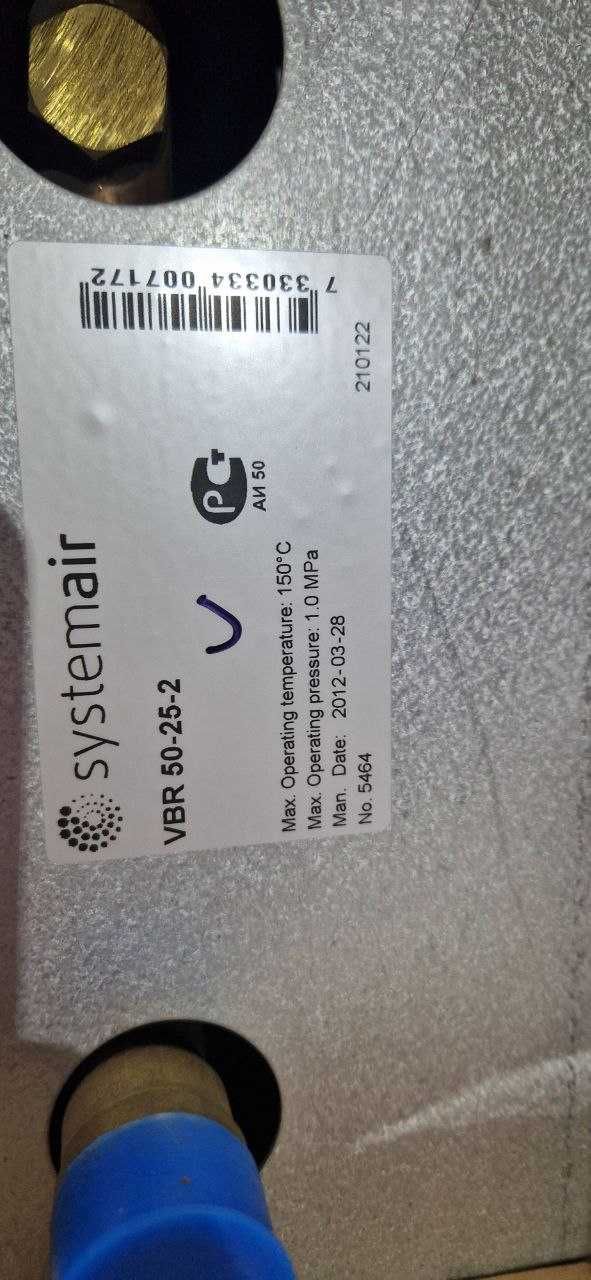 systemair
VBR 50-25-2
РСТ
АИ 50
Max. Operating temperature: 150°C
Max. Operating pressure: 1.0 MPa
Man. Date: 2012-03-28
No. 5464
7 330334 007172
210122